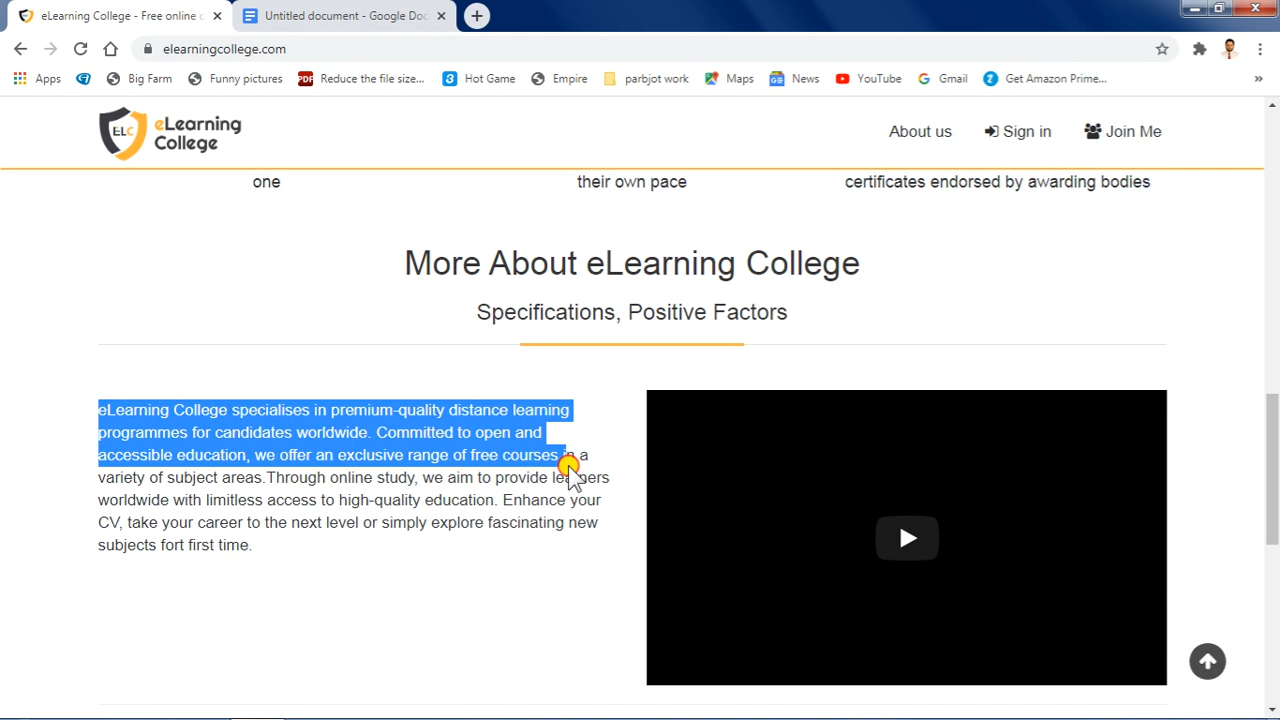 eLearning College - Free online c
Untitled document - Google Doc
elearningcollege.com
Apps
Big Farm
Funny pictures
PDF
Reduce the file size...
3
Hot Game
Empire
parbjot work
Maps
News
YouTube
G
Gmail
Get Amazon Prime...
»
ELC
eLearning
College
About us
Sign in
Join Me
one
their own pace
certificates endorsed by awarding bodies
More About eLearning College
Specifications, Positive Factors
eLearning College specialises in premium-quality distance learning
programmes for candidates worldwide. Committed to open and
accessible education, we offer an exclusive range of free courses in a
variety of subject areas.Through online study, we aim to provide learners
worldwide with limitless access to high-quality education. Enhance your
CV, take your career to the next level or simply explore fascinating new
subjects fort first time.